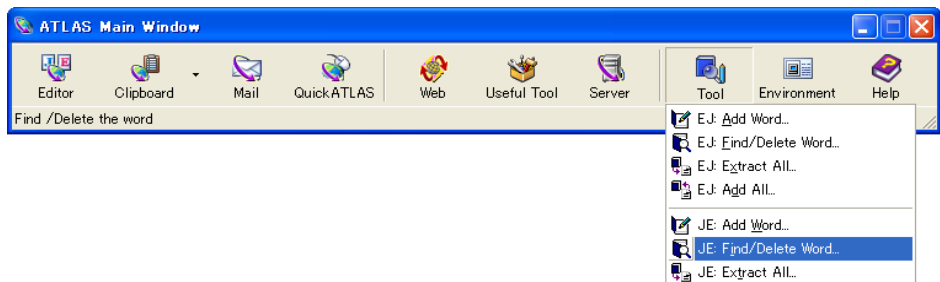 ATLAS Main Window
Editor Clipboard Mail QuickATLAS Web Useful Tool Server Tool Environment Help
Find /Delete the word
EJ: Add Word...
EJ: Find/Delete Word...
EJ: Extract All...
EJ: Add All...
JE: Add Word...
JE: Find/Delete Word...
JE: Extract All...